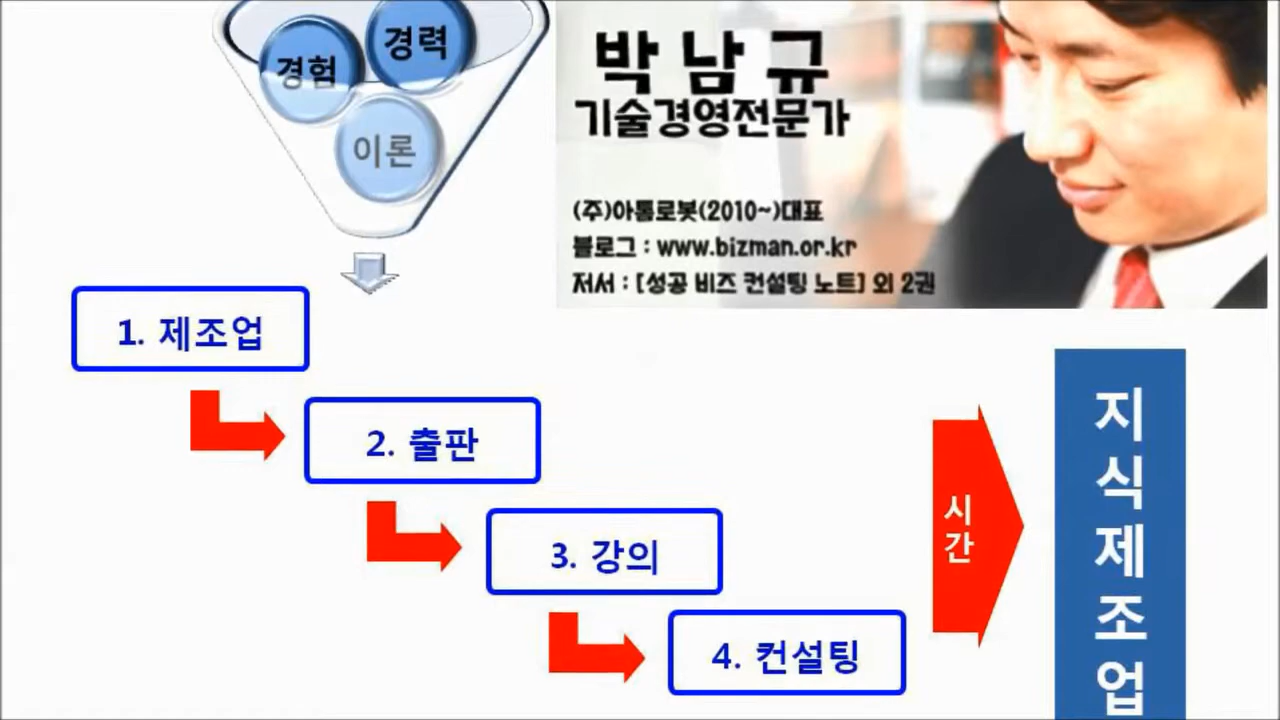 경험
경력
이론
박남규
기술경영전문가
(주)아톰로봇(2010~)대표
블로그 : www.bizman.or.kr
저서 : [성공 비즈 컨설팅 노트] 외 2권
1. 제조업
2. 출판
3. 강의
4. 컨설팅
시간
지식제조업